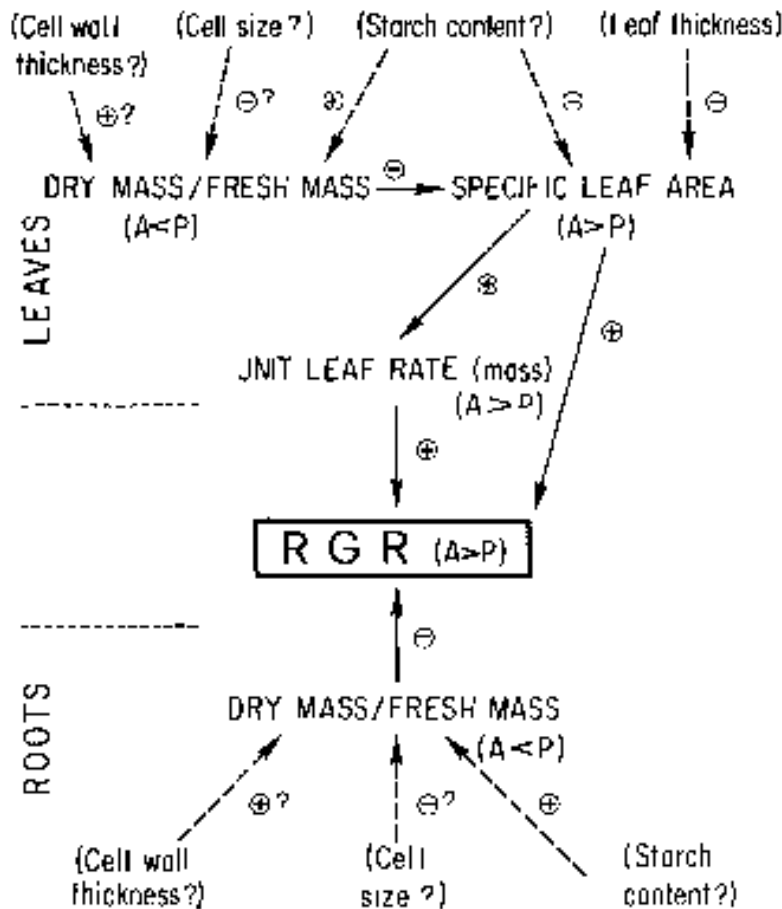 (Cell wall thickness?)
(Cell size?)
(Starch content?)
(Leaf thickness)
⊕?
⊖?
⊕
⊖
⊖
DRY MASS/FRESH MASS
⊖
SPECIFIC LEAF AREA
(A<P)
(A>P)
LEAVES
⊕
⊕
UNIT LEAF RATE (mass)
(A>P)
⊕
RGR (A>P)
⊖
ROOTS
DRY MASS/FRESH MASS
(A<P)
⊕?
⊖?
⊕
(Cell wall
thickness?)
(Cell
size?)
(Starch
content?)